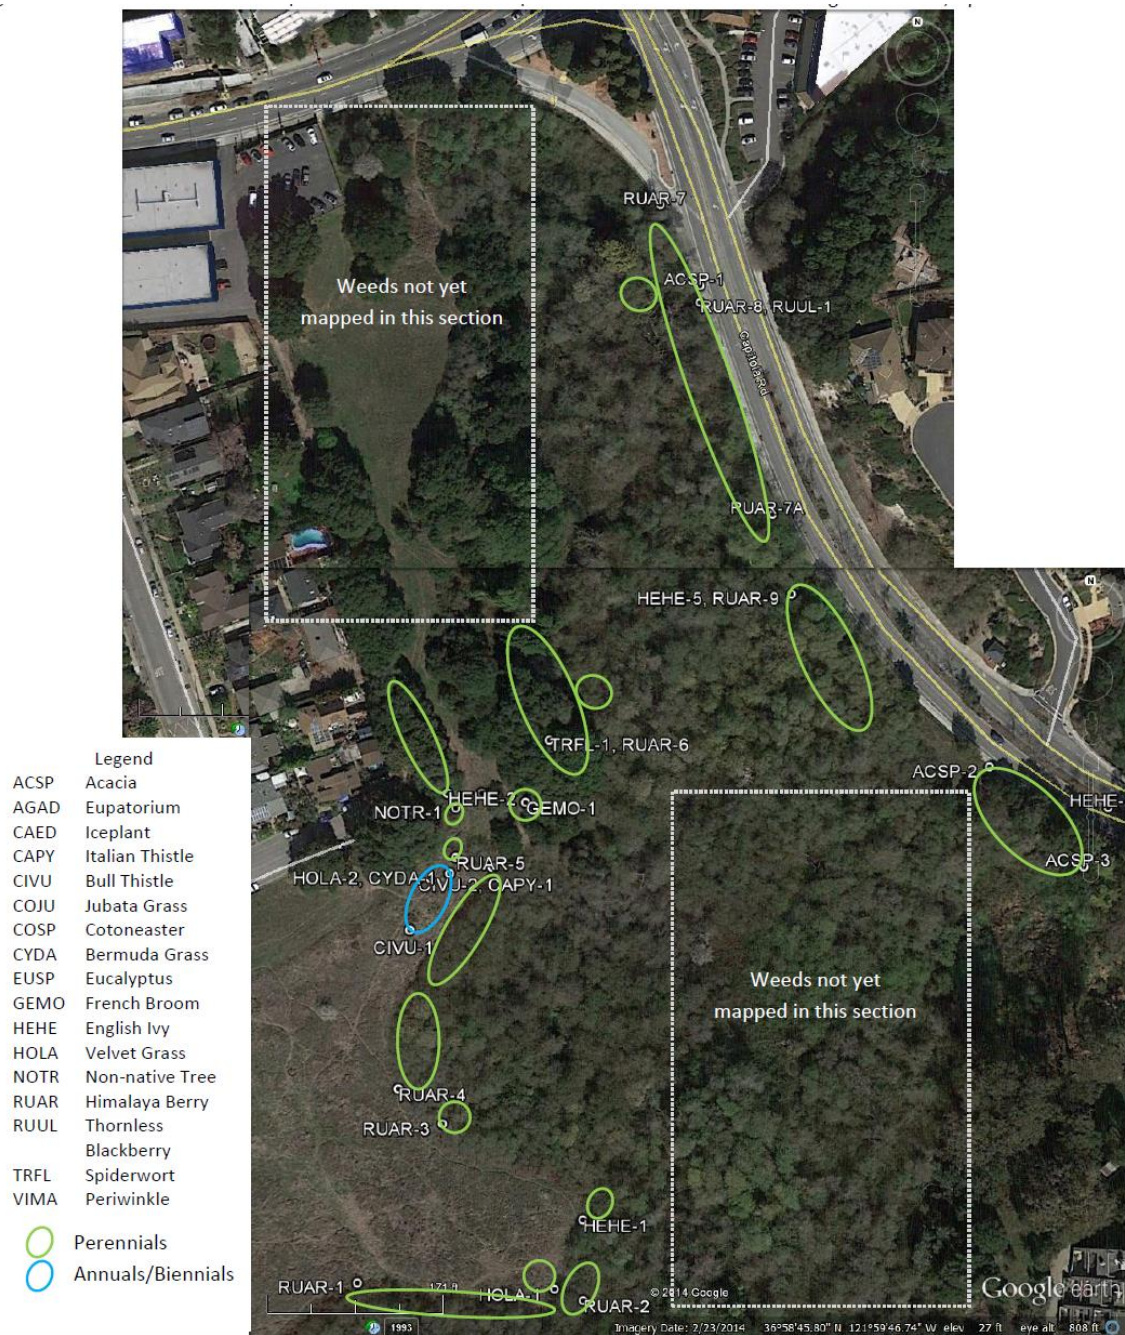 N
RUAR-7
ACSP-1
RUAR-8, RUUL-1
Weeds not yet
mapped in this section
Capitola Rd
RUAR-7A
N
HEHE-5, RUAR-9
TRFL-1, RUAR-6
ACSP-2
HEHE-2
HEHE-
NOTR-1
GEMO-1
RUAR-5
ACSP-3
HOLA-2, CYDA-1
CIVU-2, CAPY-1
CIVU-1
Weeds not yet
mapped in this section
RUAR-4
RUAR-3
HEHE-1
RUAR-1
HOLA-1
RUAR-2
© 2014 Google
Google earth
1993
Imagery Date: 2/23/2014 36°58'45.80" N 121°59'46.74" W elev 27 ft eye alt 808 ft
Legend
ACSP Acacia
AGAD Eupatorium
CAED Iceplant
CAPY Italian Thistle
CIVU Bull Thistle
COJU Jubata Grass
COSP Cotoneaster
CYDA Bermuda Grass
EUSP Eucalyptus
GEMO French Broom
HEHE English Ivy
HOLA Velvet Grass
NOTR Non-native Tree
RUAR Himalaya Berry
RUUL Thornless
Blackberry
TRFL Spiderwort
VIMA Periwinkle
Perennials
Annuals/Biennials